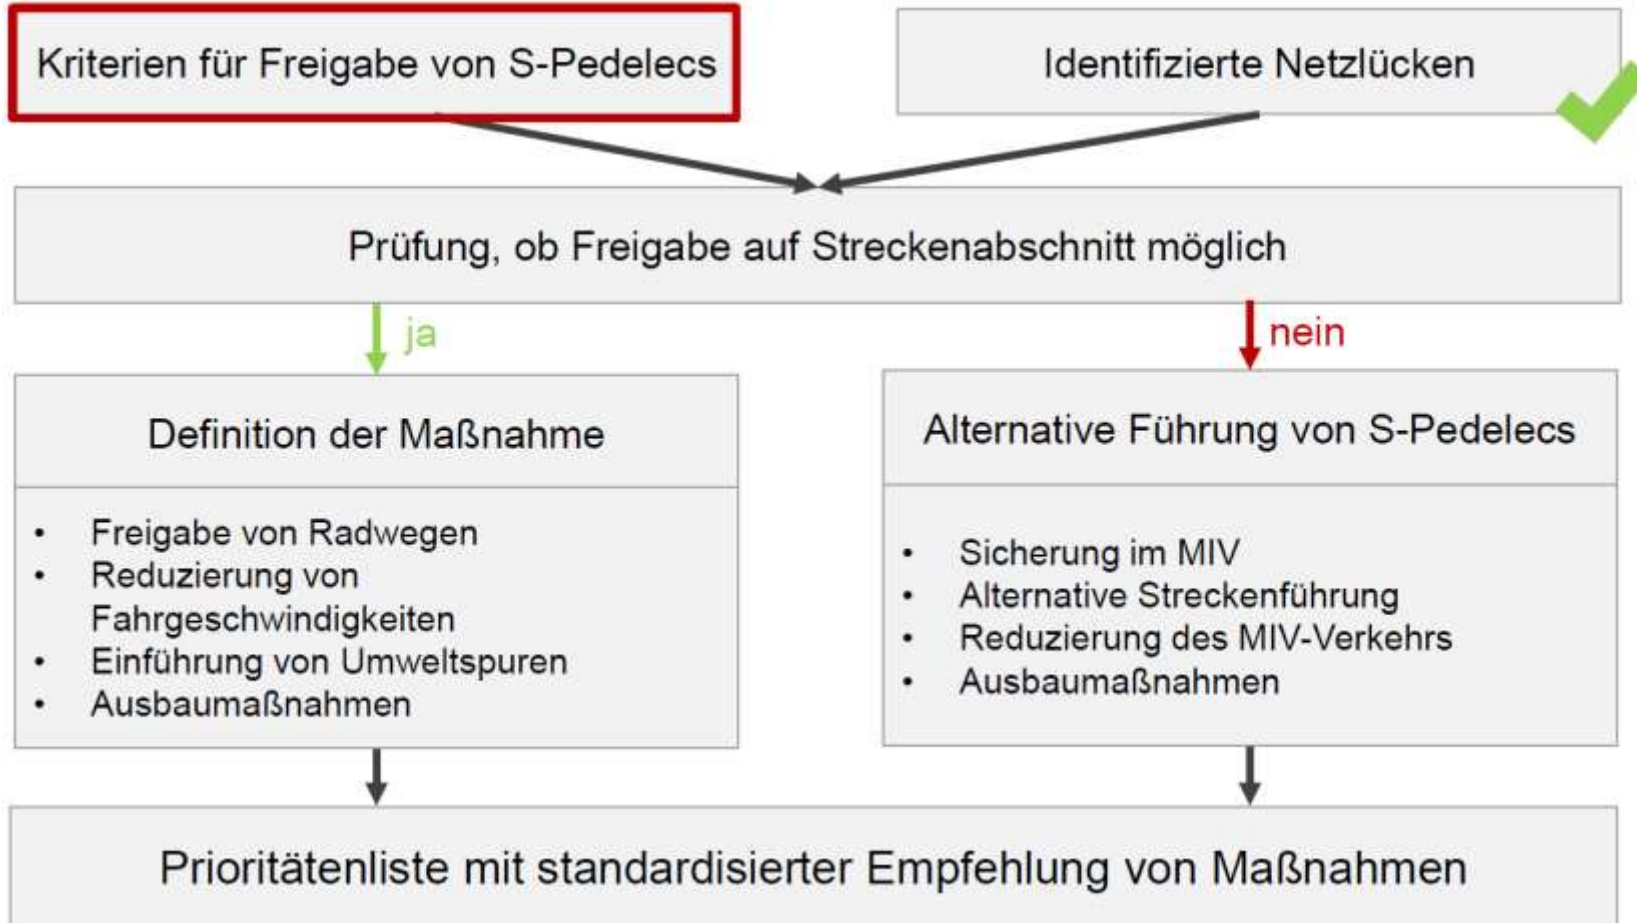 Kriterien für Freigabe von S-Pedelecs
Identifizierte Netzlücken
Prüfung, ob Freigabe auf Streckenabschnitt möglich
ja
nein
Definition der Maßnahme
• Freigabe von Radwegen
• Reduzierung von
Fahrgeschwindigkeiten
• Einführung von Umweltspuren
• Ausbaumaßnahmen
Alternative Führung von S-Pedelecs
• Sicherung im MIV
• Alternative Streckenführung
• Reduzierung des MIV-Verkehrs
• Ausbaumaßnahmen
Prioritätenliste mit standardisierter Empfehlung von Maßnahmen